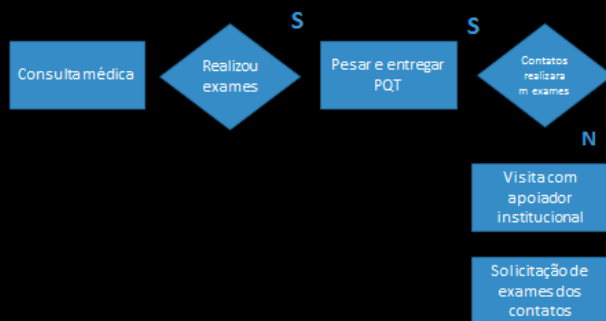 S
S
Consulta médica
Realizou
exames
Pesar e entregar
PQT
Contatos
realizara
m exames
N
Visita com
apoiador
institucional
Solicitação de
exames dos
contatos